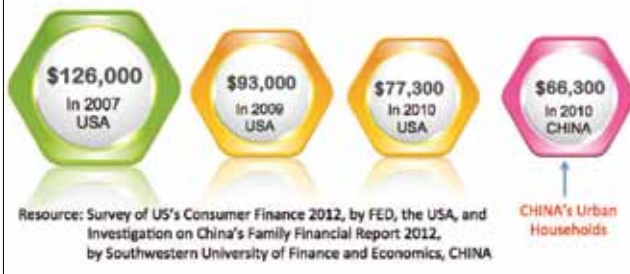 $126,000
In 2007
USA
$93,000
In 2009
USA
$77,300
In 2010
USA
$66,300
In 2010
CHINA
CHINA's Urban
Households
Resource: Survey of US's Consumer Finance 2012, by FED, the USA, and
Investigation on China's Family Financial Report 2012,
by Southwestern University of Finance and Economics, CHINA